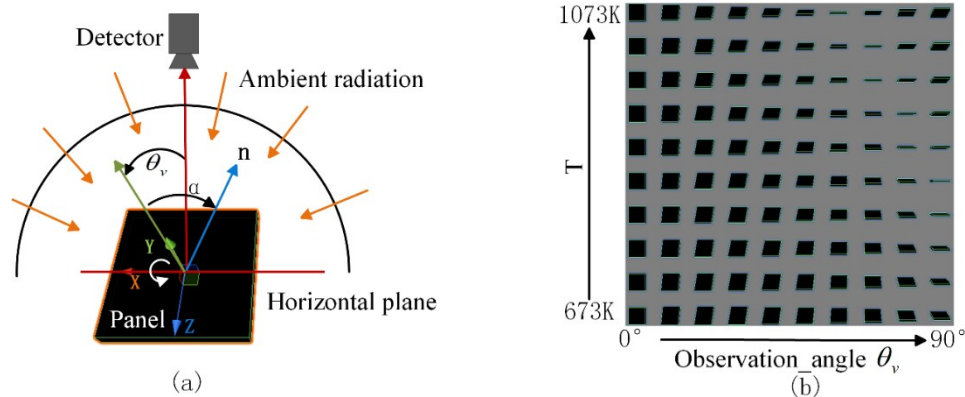 Detector
Ambient radiation
θv
α
n
Y
X
Z
Horizontal plane
Panel
(a)
1073K
T
673K
0°
90°
Observation_angle θv
(b)